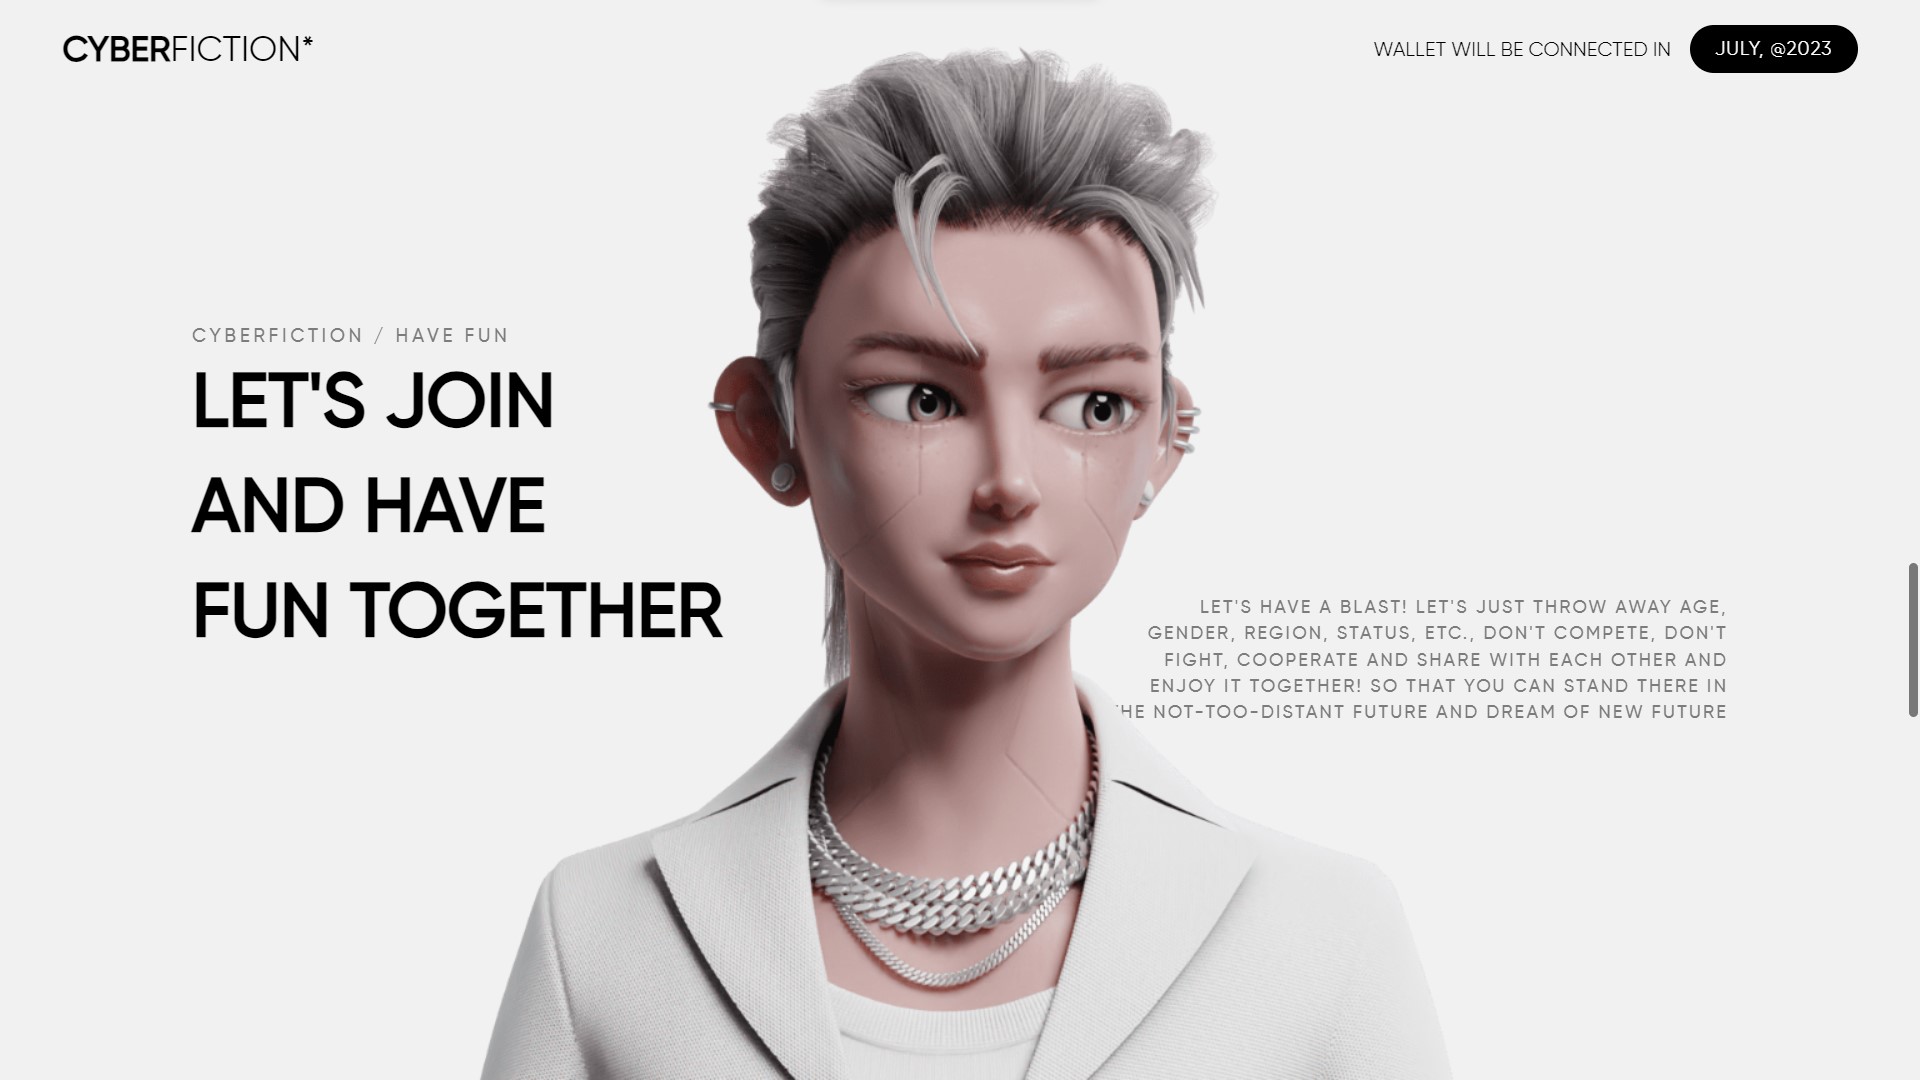 CYBERFICTION*
WALLET WILL BE CONNECTED IN
JULY, @2023
CYBERFICTION / HAVE FUN
LET'S JOIN
AND HAVE
FUN TOGETHER
LET'S HAVE A BLAST! LET'S JUST THROW AWAY AGE,
GENDER, REGION, STATUS, ETC., DON'T COMPETE, DON'T
FIGHT, COOPERATE AND SHARE WITH EACH OTHER AND
ENJOY IT TOGETHER! SO THAT YOU CAN STAND THERE IN
THE NOT-TOO-DISTANT FUTURE AND DREAM OF NEW FUTURE